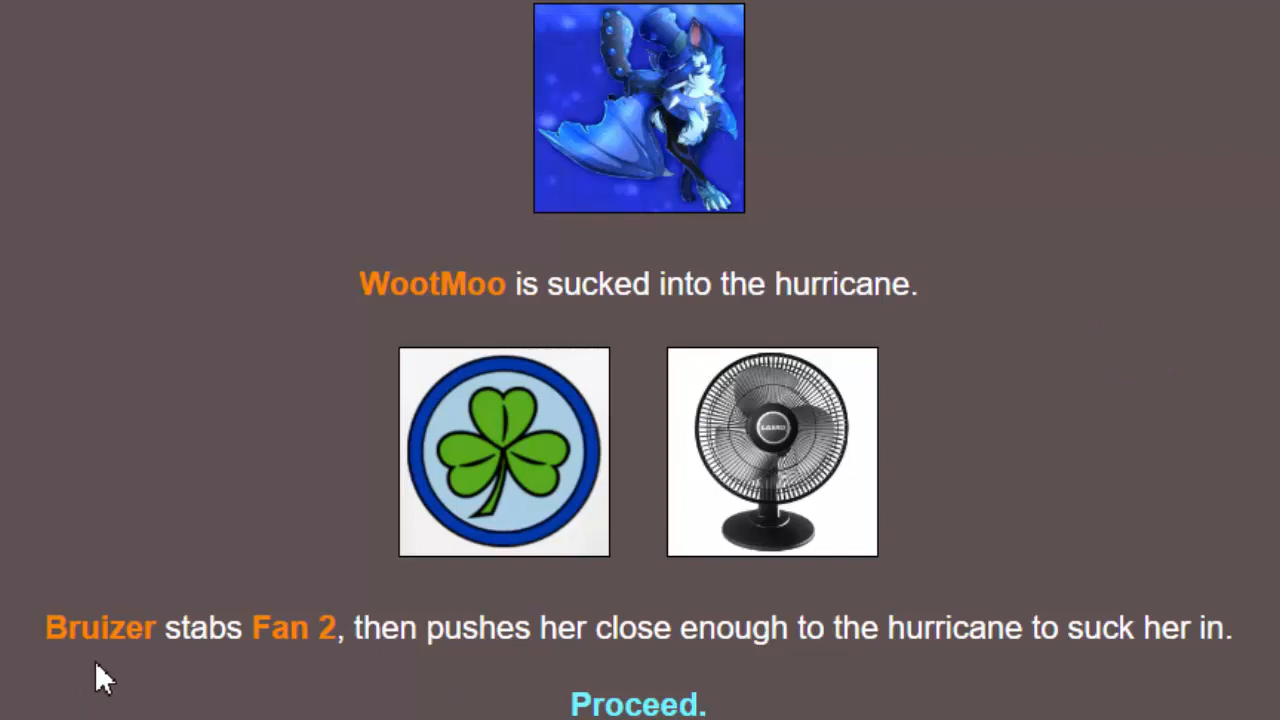 WootMoo is sucked into the hurricane.
LASKO
Bruizer stabs Fan 2, then pushes her close enough to the hurricane to suck her in.
Proceed.